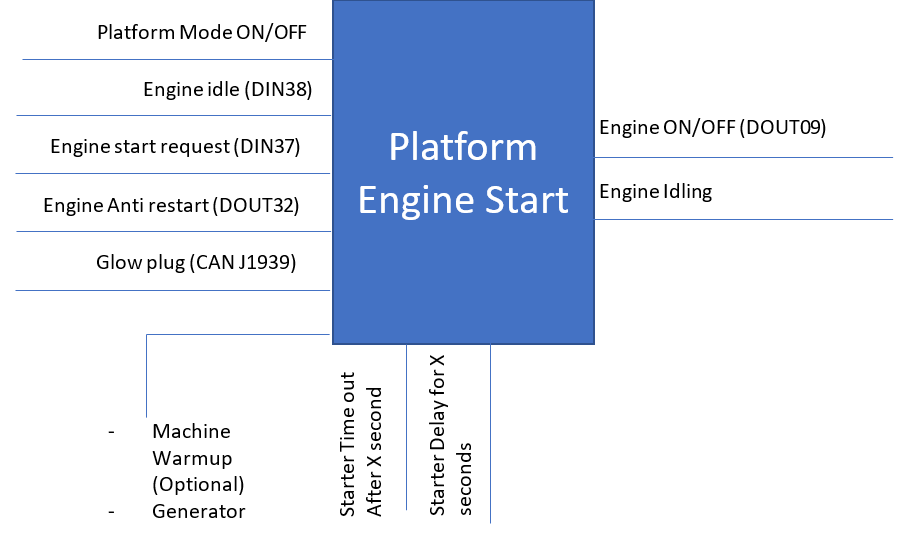 Platform Mode ON/OFF
Engine idle (DIN38)
Engine start request (DIN37)
Engine Anti restart (DOUT32)
Glow plug (CAN J1939)
Platform
Engine Start
Engine ON/OFF (DOUT09)
Engine Idling
- Machine
Warmup
(Optional)
- Generator
Starter Time out
After X second
Starter Delay for X
seconds